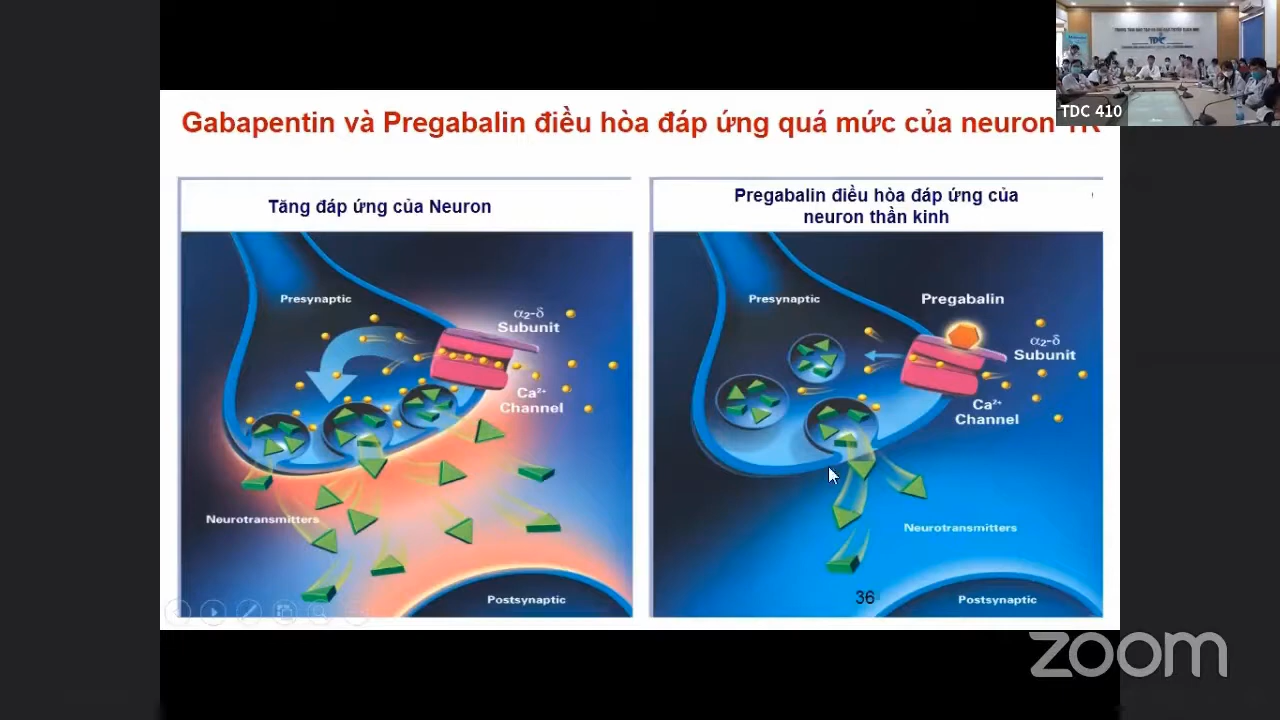 Gabapentin và Pregabalin điều hòa đáp ứng quá mức của neuron TK
TDC 410
Tăng đáp ứng của Neuron
Presynaptic
α₂-δ
Subunit
Ca²⁺
Channel
Neurotransmitters
Postsynaptic
Pregabalin điều hòa đáp ứng của
neuron thần kinh
Presynaptic
Pregabalin
α₂-δ
Subunit
Ca²⁺
Channel
Neurotransmitters
36
Postsynaptic
zoom